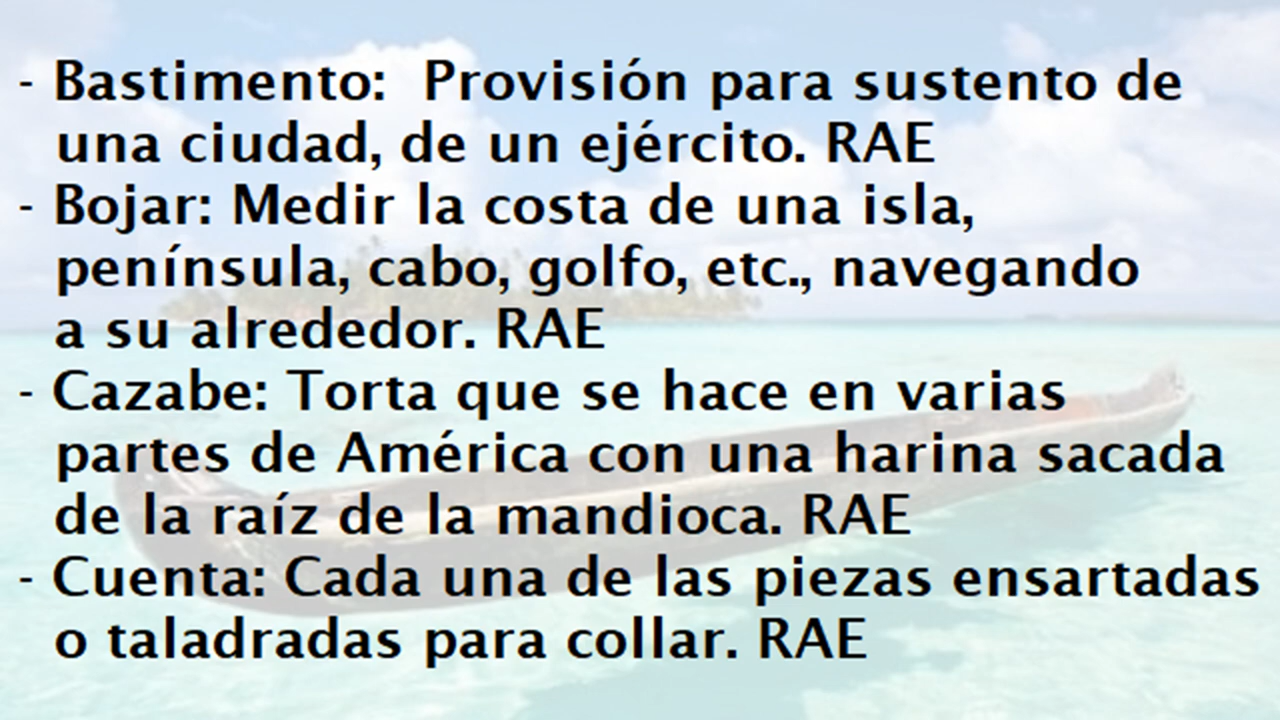 - Bastimento:  Provisión para sustento de
una ciudad, de un ejército. RAE
- Bojar: Medir la costa de una isla,
península, cabo, golfo, etc., navegando
a su alrededor. RAE
- Cazabe: Torta que se hace en varias
partes de América con una harina sacada
de la raíz de la mandioca. RAE
- Cuenta: Cada una de las piezas ensartadas
o taladradas para collar. RAE